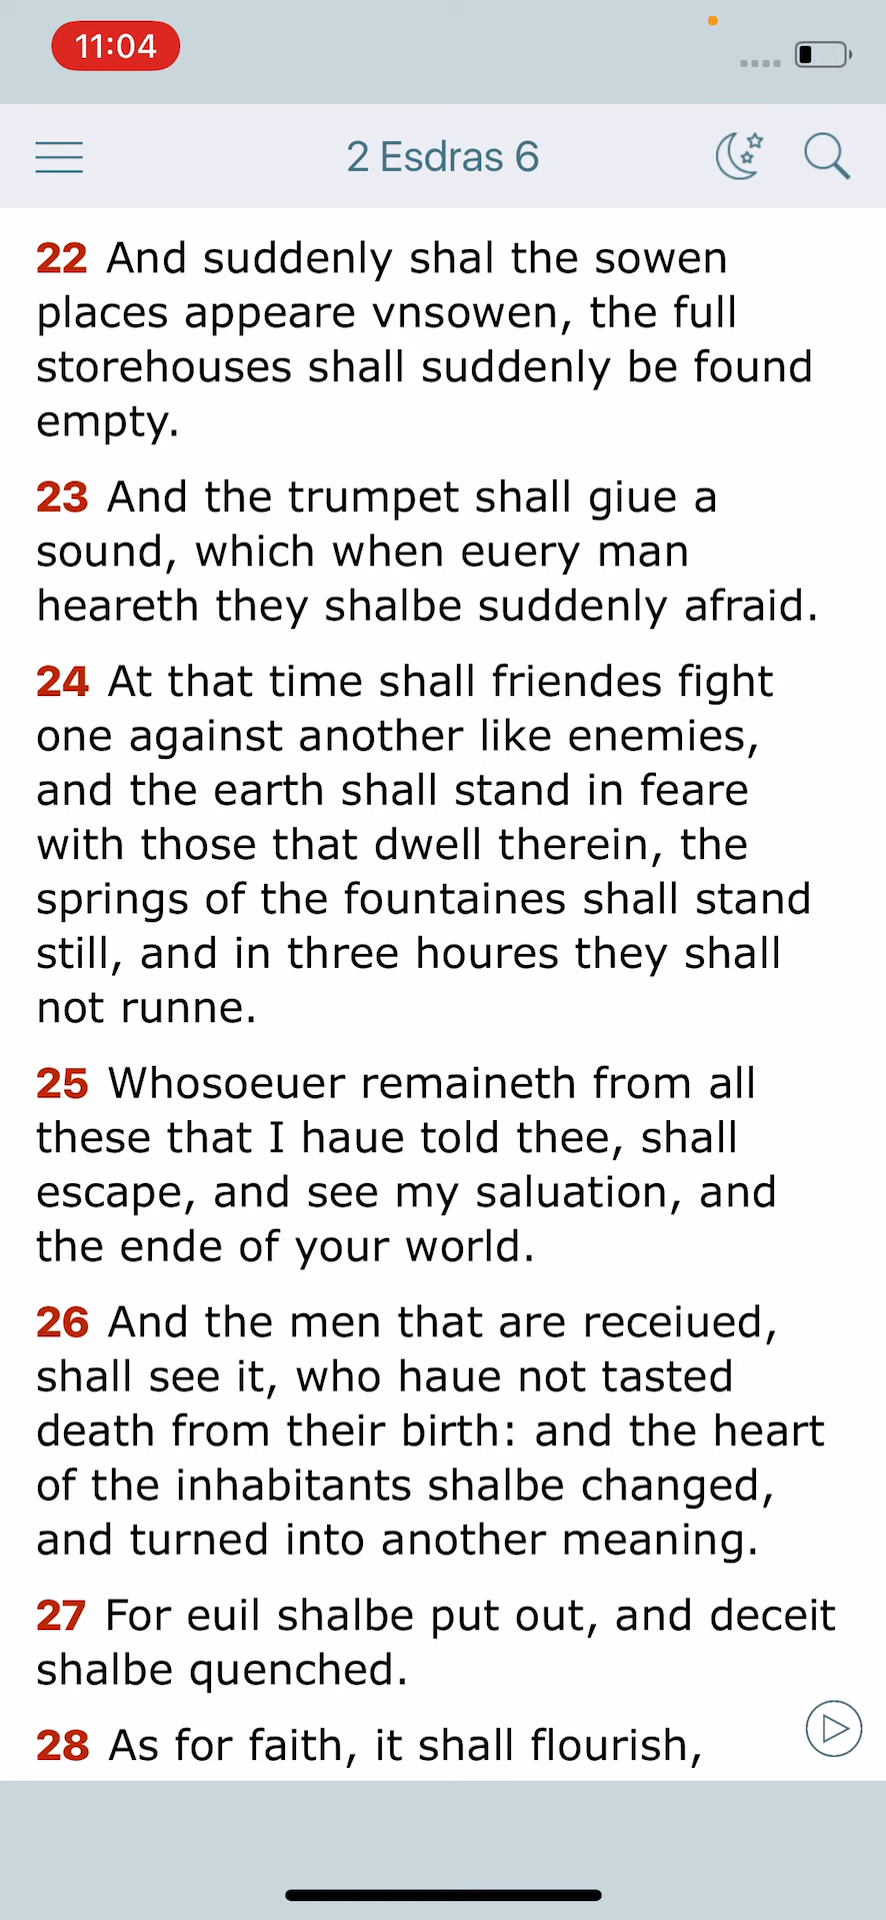 11:04
2 Esdras 6
22 And suddenly shal the sowen
places appeare vnsowen, the full
storehouses shall suddenly be found
empty.
23 And the trumpet shall giue a
sound, which when euery man
heareth they shalbe suddenly afraid.
24 At that time shall friendes fight
one against another like enemies,
and the earth shall stand in feare
with those that dwell therein, the
springs of the fountaines shall stand
still, and in three houres they shall
not runne.
25 Whosoeuer remaineth from all
these that I haue told thee, shall
escape, and see my saluation, and
the ende of your world.
26 And the men that are receiued,
shall see it, who haue not tasted
death from their birth: and the heart
of the inhabitants shalbe changed,
and turned into another meaning.
27 For euil shalbe put out, and deceit
shalbe quenched.
28 As for faith, it shall flourish,